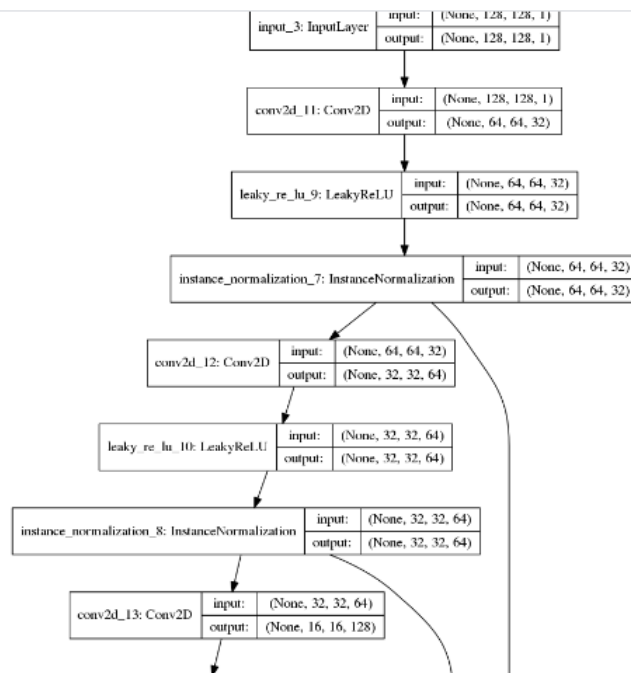 input_3: InputLayer
input: (None, 128, 128, 1)
output: (None, 128, 128, 1)
conv2d_11: Conv2D
input: (None, 128, 128, 1)
output: (None, 64, 64, 32)
leaky_re_lu_9: LeakyReLU
input: (None, 64, 64, 32)
output: (None, 64, 64, 32)
instance_normalization_7: InstanceNormalization
input: (None, 64, 64, 32)
output: (None, 64, 64, 32)
conv2d_12: Conv2D
input: (None, 64, 64, 32)
output: (None, 32, 32, 64)
leaky_re_lu_10: LeakyReLU
input: (None, 32, 32, 64)
output: (None, 32, 32, 64)
instance_normalization_8: InstanceNormalization
input: (None, 32, 32, 64)
output: (None, 32, 32, 64)
conv2d_13: Conv2D
input: (None, 32, 32, 64)
output: (None, 16, 16, 128)